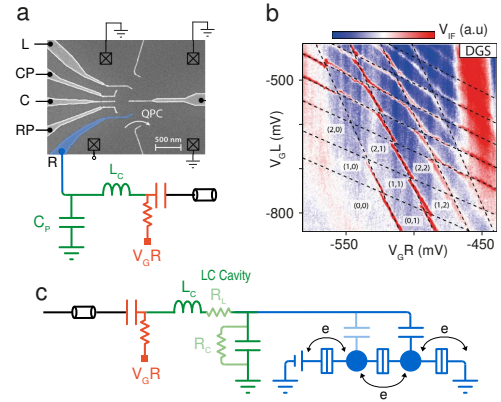 a
L
CP
C
RP
R
QPC
500 nm
L_C
C_P
V_GR
b
V_IF (a.u)
DGS
-500
-800
V_GL (mV)
(2,0)
(2,1)
(2,2)
(1,0)
(1,1)
(1,2)
(0,0)
(0,1)
-550
-450
V_GR (mV)
c
LC Cavity
L_C
R_L
R_C
V_GR
e
e
e